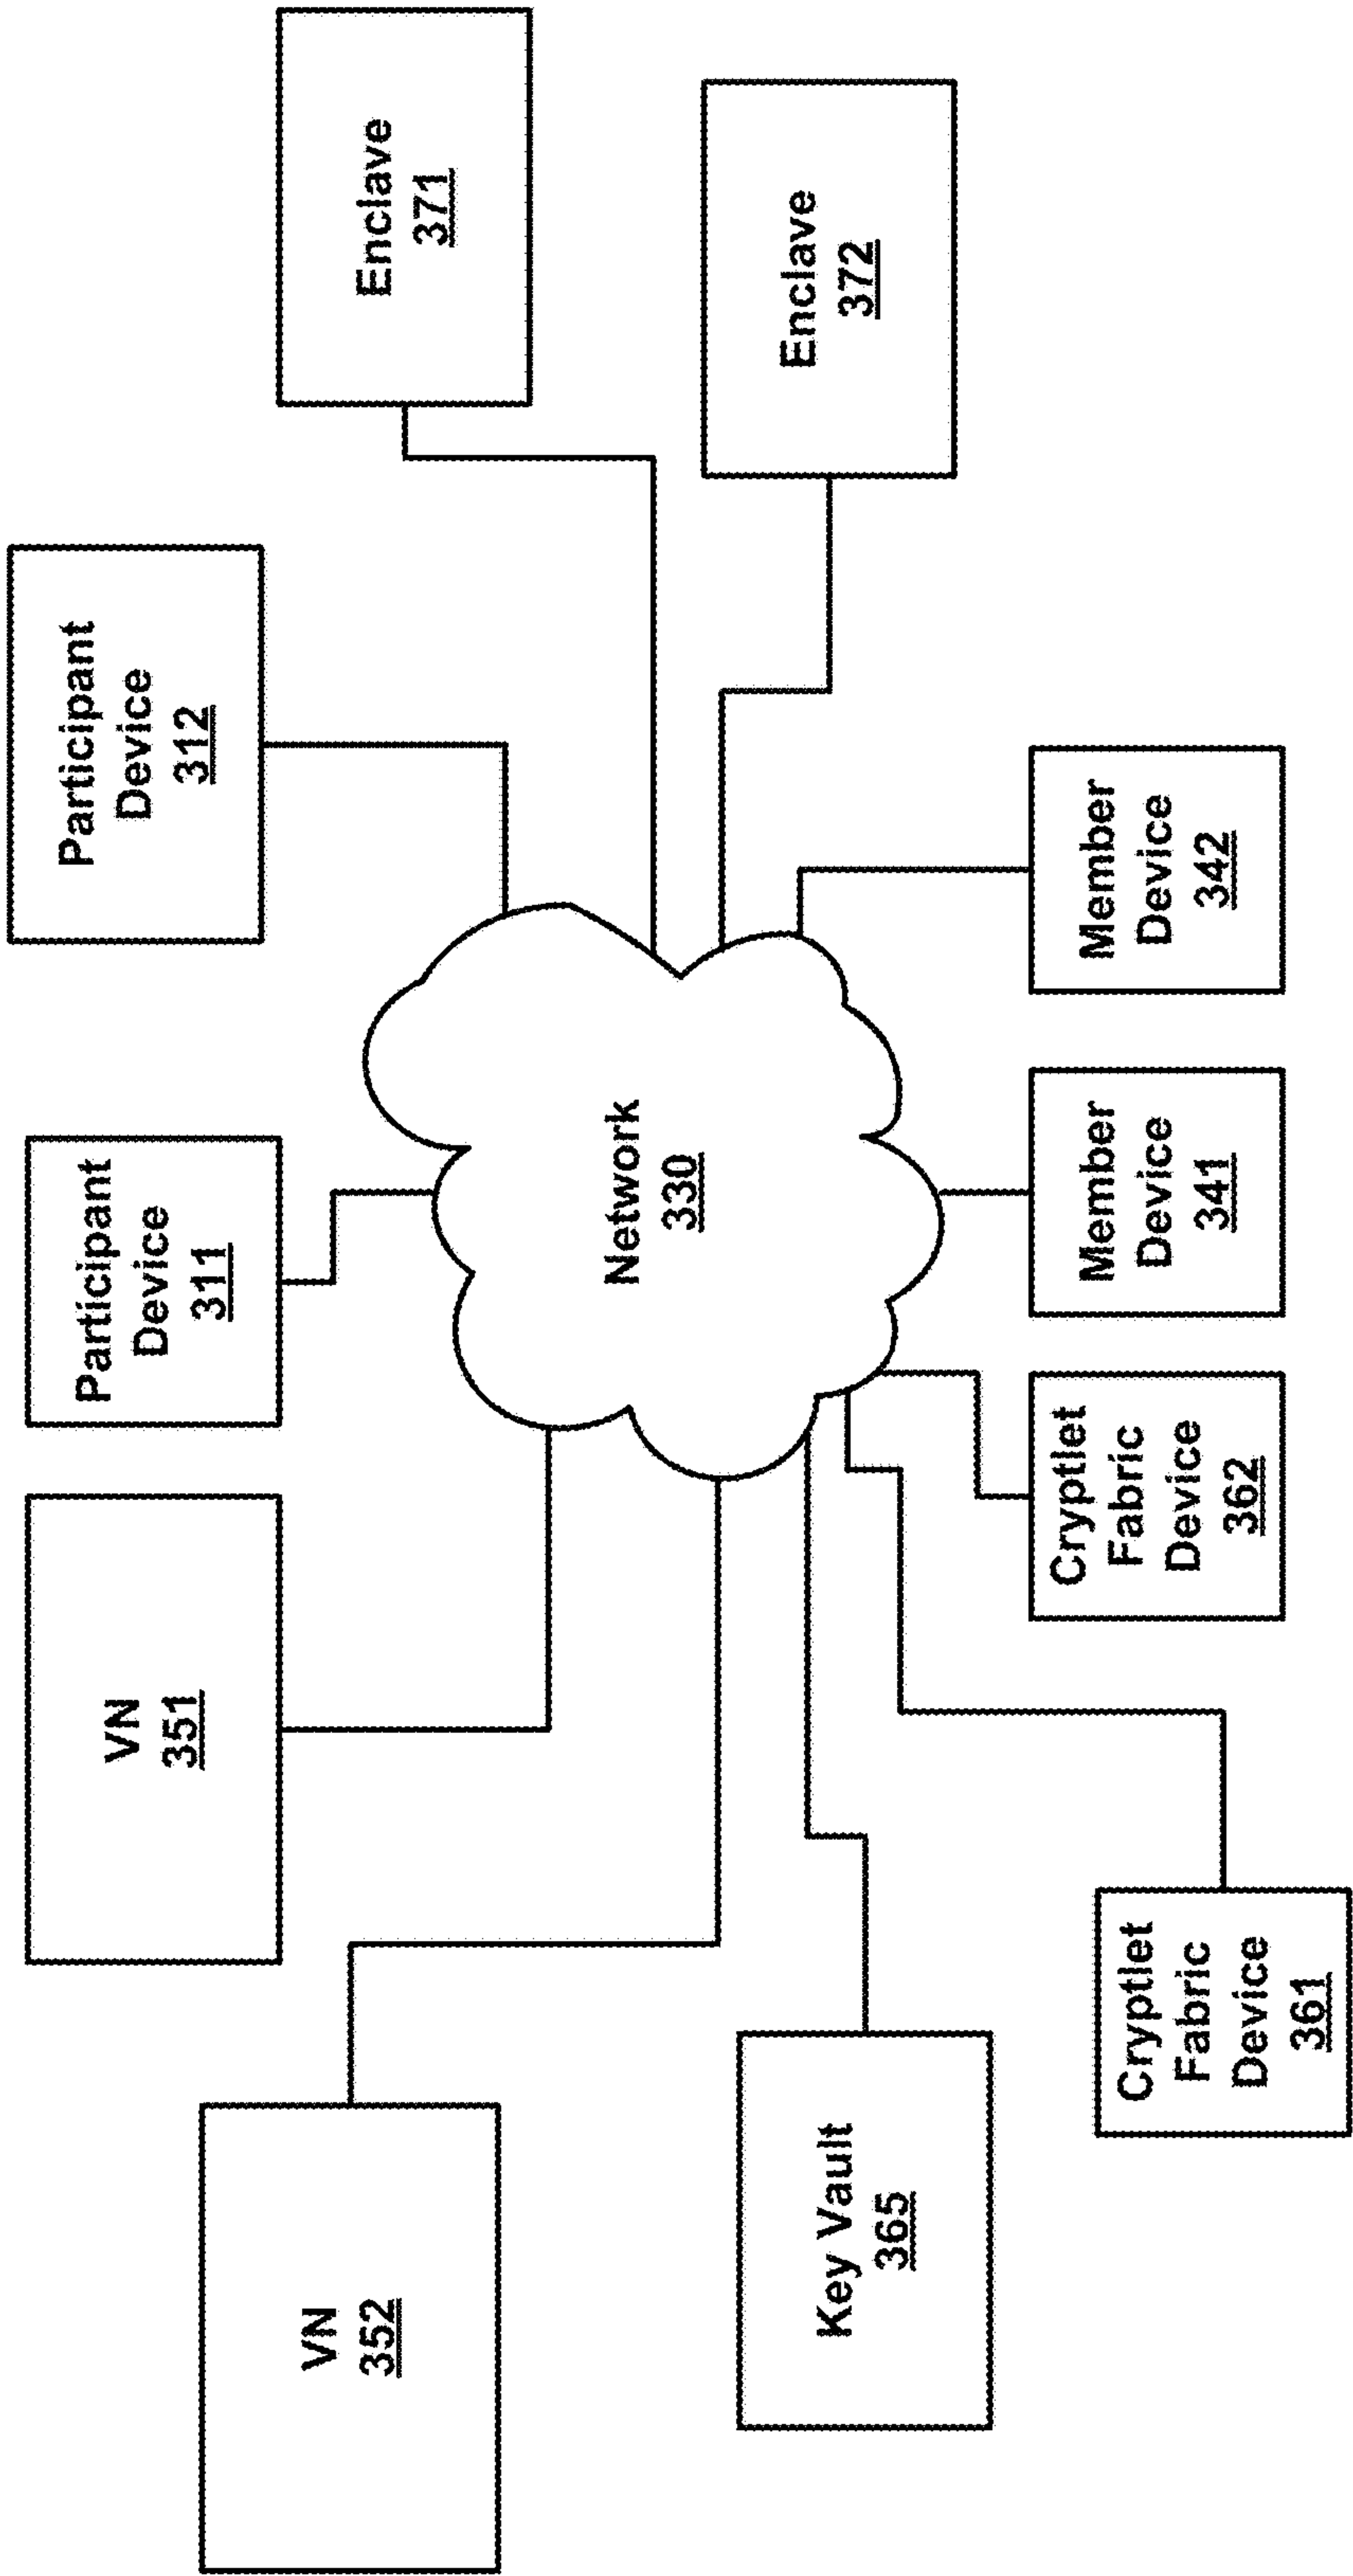 VN
351
Participant
Device
311
Participant
Device
312
VN
352
Enclave
371
Network
330
Key Vault
365
Enclave
372
Cryptlet
Fabric
Device
361
Cryptlet
Fabric
Device
362
Member
Device
341
Member
Device
342